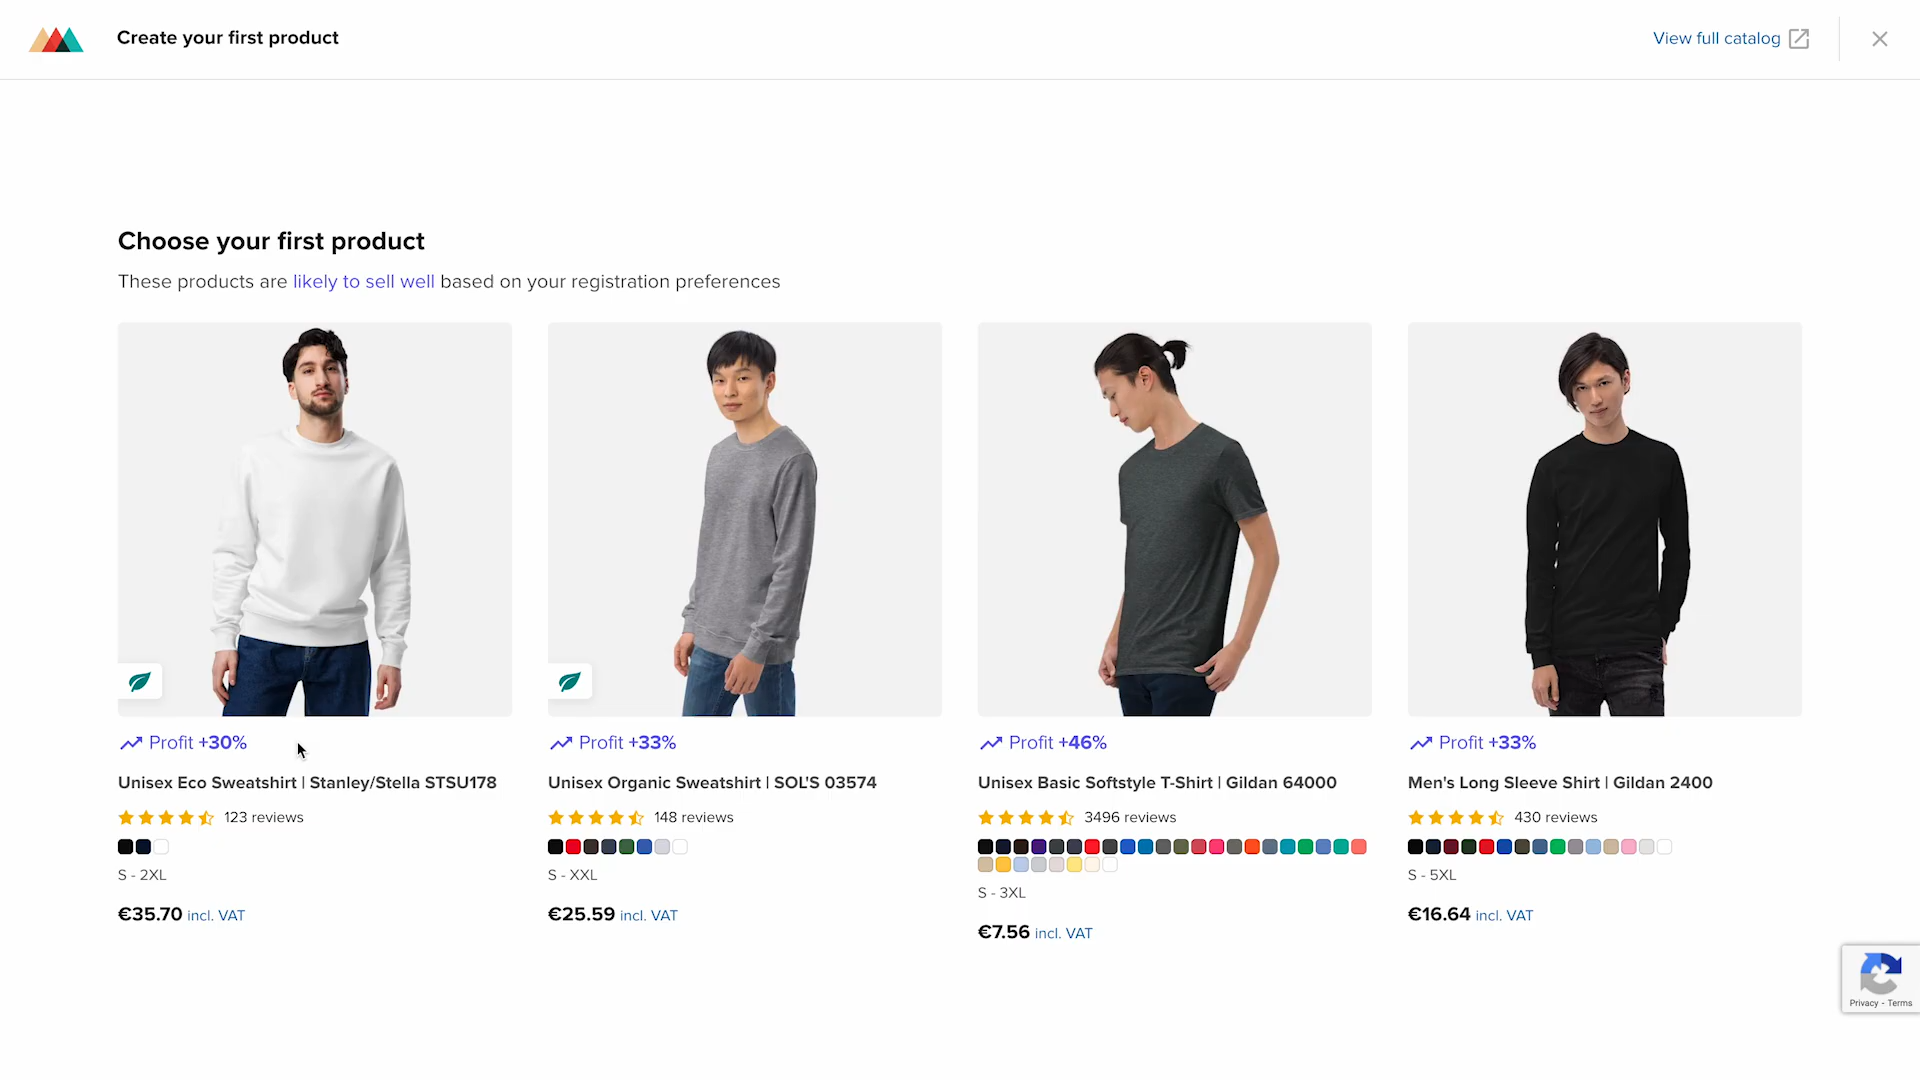 Create your first product
View full catalog
Choose your first product
These products are likely to sell well based on your registration preferences
Profit +30%
Unisex Eco Sweatshirt | Stanley/Stella STSU178
123 reviews
S - 2XL
€35.70 incl. VAT
Profit +33%
Unisex Organic Sweatshirt | SOL'S 03574
148 reviews
S - XXL
€25.59 incl. VAT
Profit +46%
Unisex Basic Softstyle T-Shirt | Gildan 64000
3496 reviews
S - 3XL
€7.56 incl. VAT
Profit +33%
Men's Long Sleeve Shirt | Gildan 2400
430 reviews
S - 5XL
€16.64 incl. VAT
Privacy - Terms